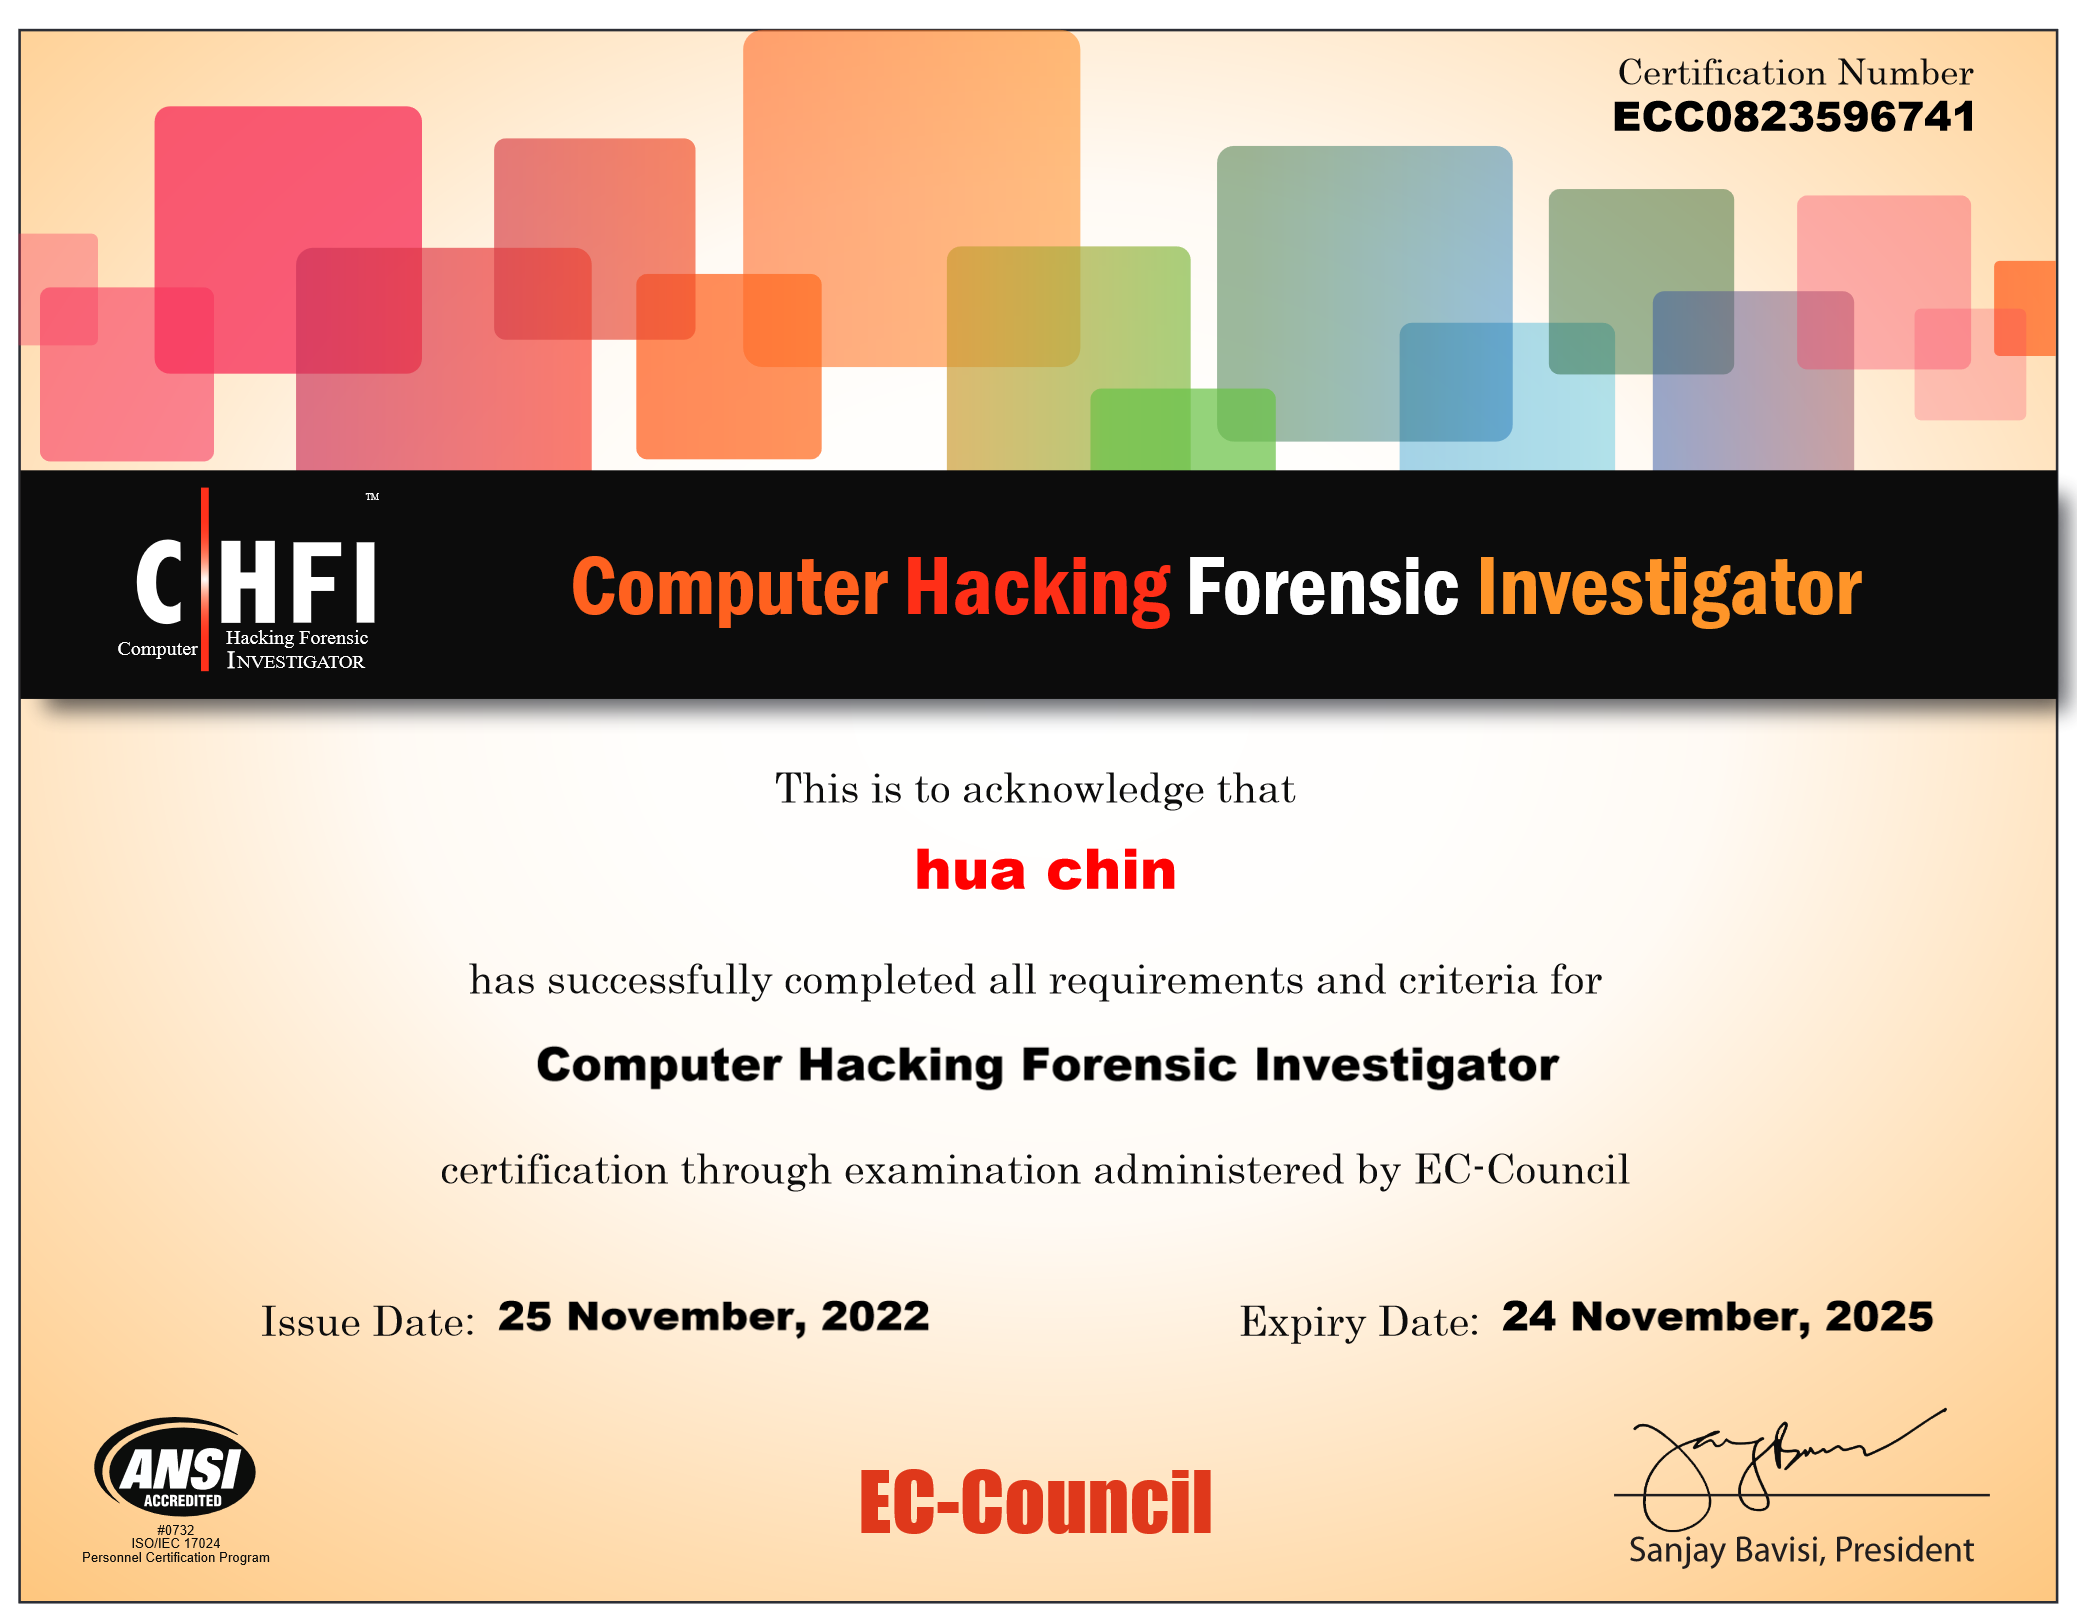 Certification Number
ECC0823596741
CHFI
TM
Computer
Hacking Forensic
INVESTIGATOR
Computer Hacking Forensic Investigator
This is to acknowledge that
hua chin
has successfully completed all requirements and criteria for
Computer Hacking Forensic Investigator
certification through examination administered by EC-Council
Issue Date: 25 November, 2022
Expiry Date: 24 November, 2025
ANSI
ACCREDITED
#0732
ISO/IEC 17024
Personnel Certification Program
EC-Council
Sanjay Bavisi, President